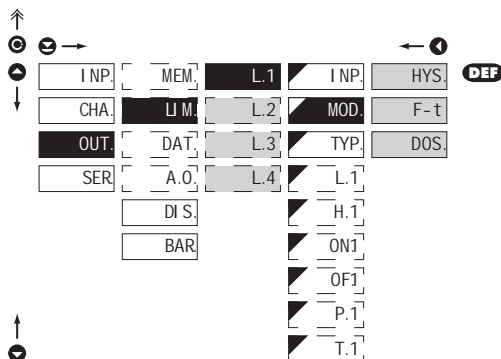 INP. MEM. L.1 INP. HYS. DEF
CHA. LIM. L.2 MOD. F-t
OUT. DAT. L.3 TYP. DOS.
SER. A.O. L.4 L.1
DIS. H.1
BAR. ON1
OF1
P.1
T.1